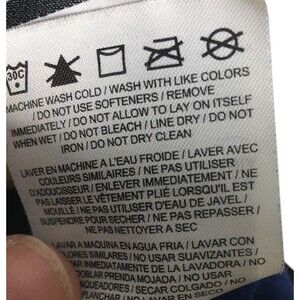 30C
MACHINE WASH COLD / WASH WITH LIKE COLORS
/ DO NOT USE SOFTENERS / REMOVE
IMMEDIATELY / DO NOT ALLOW TO LAY ON ITSELF
WHEN WET / DO NOT BLEACH / LINE DRY / DO NOT
IRON / DO NOT DRY CLEAN
LAVER EN MACHINE A L'EAU FROIDE / LAVER AVEC
COULEURS SIMILAIRES / NE PAS UTILISER
D'ADOUCISSEUR / ENLEVER IMMEDIATEMENT / NE
PAS LAISSER LE VÊTEMENT PLIÉ LORSQU'IL EST
MOUILLÉ / NE PAS UTILISER D'EAU DE JAVEL /
SUSPENDRE POUR SECHER / NE PAS REPASSER /
NE PAS NETTOYER A SEC
LAVAR A MAQUINA EN AGUA FRIA / LAVAR CON
SIMILARES / NO USAR SUAVIZANTES /
INMEDIATAMENTE DE LA LAVADORA / NO
DOBLAR PRENDA MOJADA / NO USAR
/ SECAR COLGADO / NO USAR
PLANCHAR / NO LAVAR EN SECO